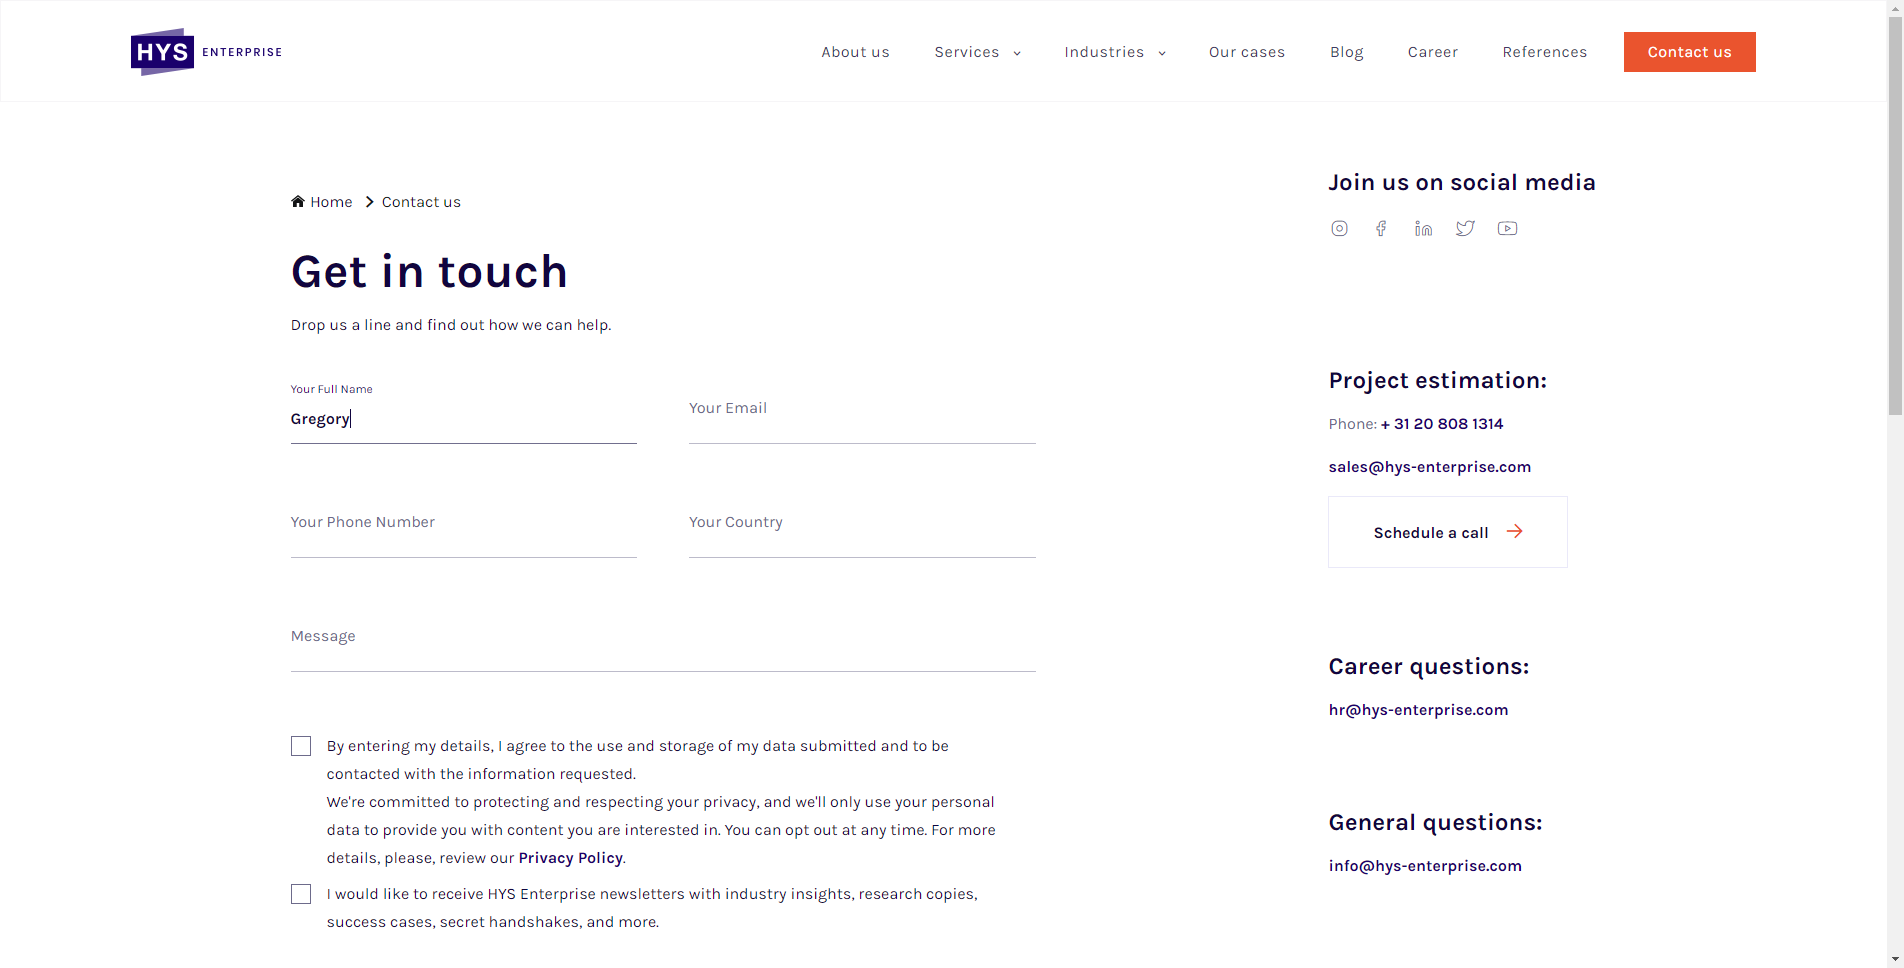 HYS ENTERPRISE
About us
Services
Industries
Our cases
Blog
Career
References
Contact us
Home
Contact us
Get in touch
Drop us a line and find out how we can help.
Your Full Name
Gregory
Your Email
Your Phone Number
Your Country
Message
By entering my details, I agree to the use and storage of my data submitted and to be
contacted with the information requested.
We're committed to protecting and respecting your privacy, and we'll only use your personal
data to provide you with content you are interested in. You can opt out at any time. For more
details, please, review our Privacy Policy.
I would like to receive HYS Enterprise newsletters with industry insights, research copies,
success cases, secret handshakes, and more.
Join us on social media
Project estimation:
Phone: + 31 20 808 1314
sales@hys-enterprise.com
Schedule a call
Career questions:
hr@hys-enterprise.com
General questions:
info@hys-enterprise.com